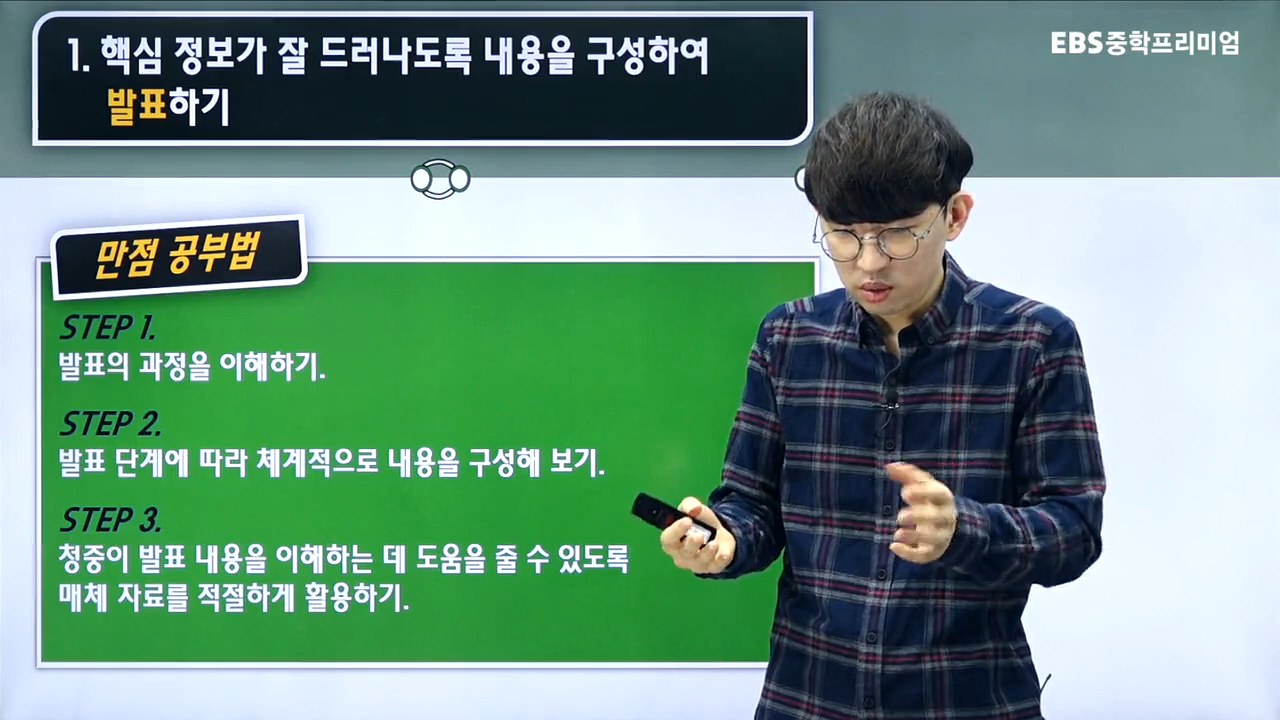 1. 핵심 정보가 잘 드러나도록 내용을 구성하여
발표하기
EBS중학프리미엄
만점 공부법
STEP 1.
발표의 과정을 이해하기.
STEP 2.
발표 단계에 따라 체계적으로 내용을 구성해 보기.
STEP 3.
청중이 발표 내용을 이해하는 데 도움을 줄 수 있도록
매체 자료를 적절하게 활용하기.